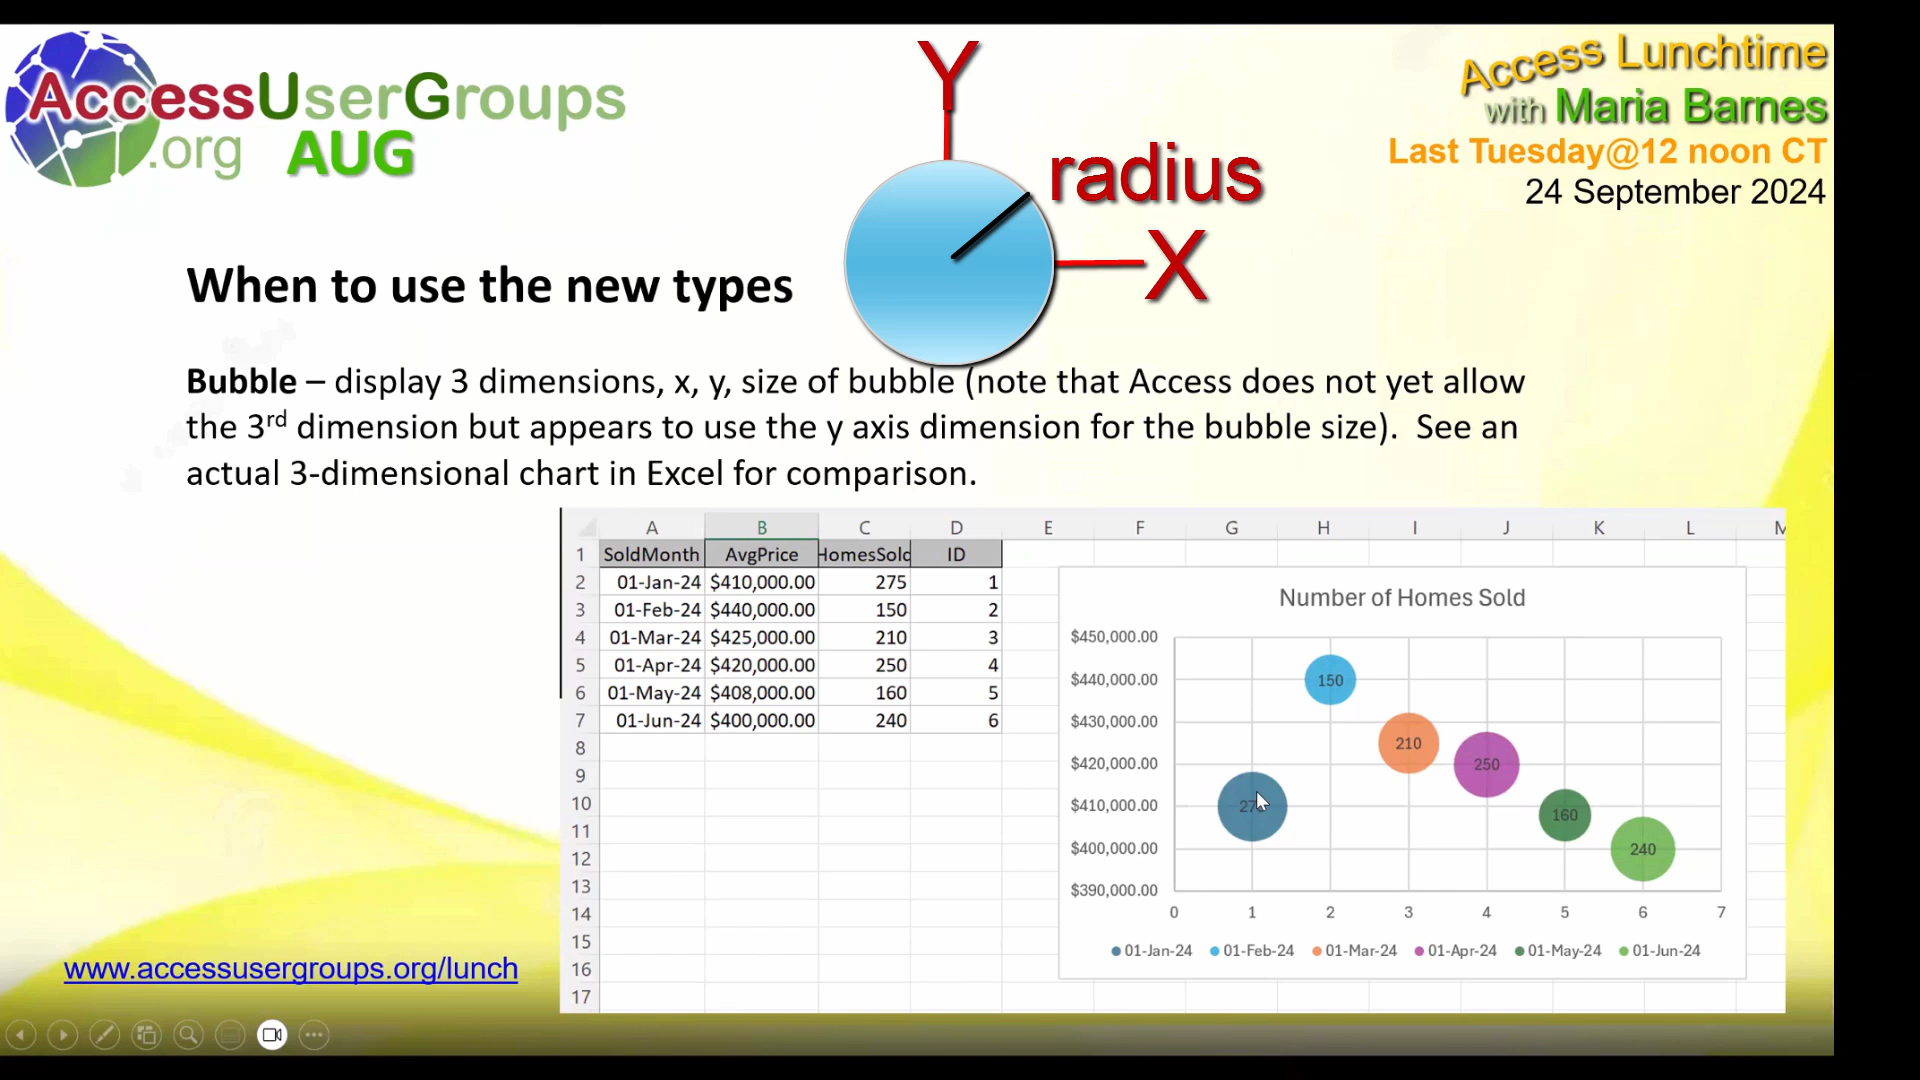 AccessUserGroups
.org AUG
Y
radius
X
Access Lunchtime
with Maria Barnes
Last Tuesday@12 noon CT
24 September 2024
When to use the new types
Bubble – display 3 dimensions, x, y, size of bubble (note that Access does not yet allow
the 3rd dimension but appears to use the y axis dimension for the bubble size). See an
actual 3-dimensional chart in Excel for comparison.
A B C D E F G H I J K L M
1 SoldMonth AvgPrice HomesSold ID
2 01-Jan-24 $410,000.00 275 1
3 01-Feb-24 $440,000.00 150 2
4 01-Mar-24 $425,000.00 210 3
5 01-Apr-24 $420,000.00 250 4
6 01-May-24 $408,000.00 160 5
7 01-Jun-24 $400,000.00 240 6
8
9
10
11
12
13
14
15
16
17
Number of Homes Sold
$450,000.00
$440,000.00
$430,000.00
$420,000.00
$410,000.00
$400,000.00
$390,000.00
150
210
250
160
240
0 1 2 3 4 5 6 7
01-Jan-24 01-Feb-24 01-Mar-24 01-Apr-24 01-May-24 01-Jun-24
www.accessusergroups.org/lunch